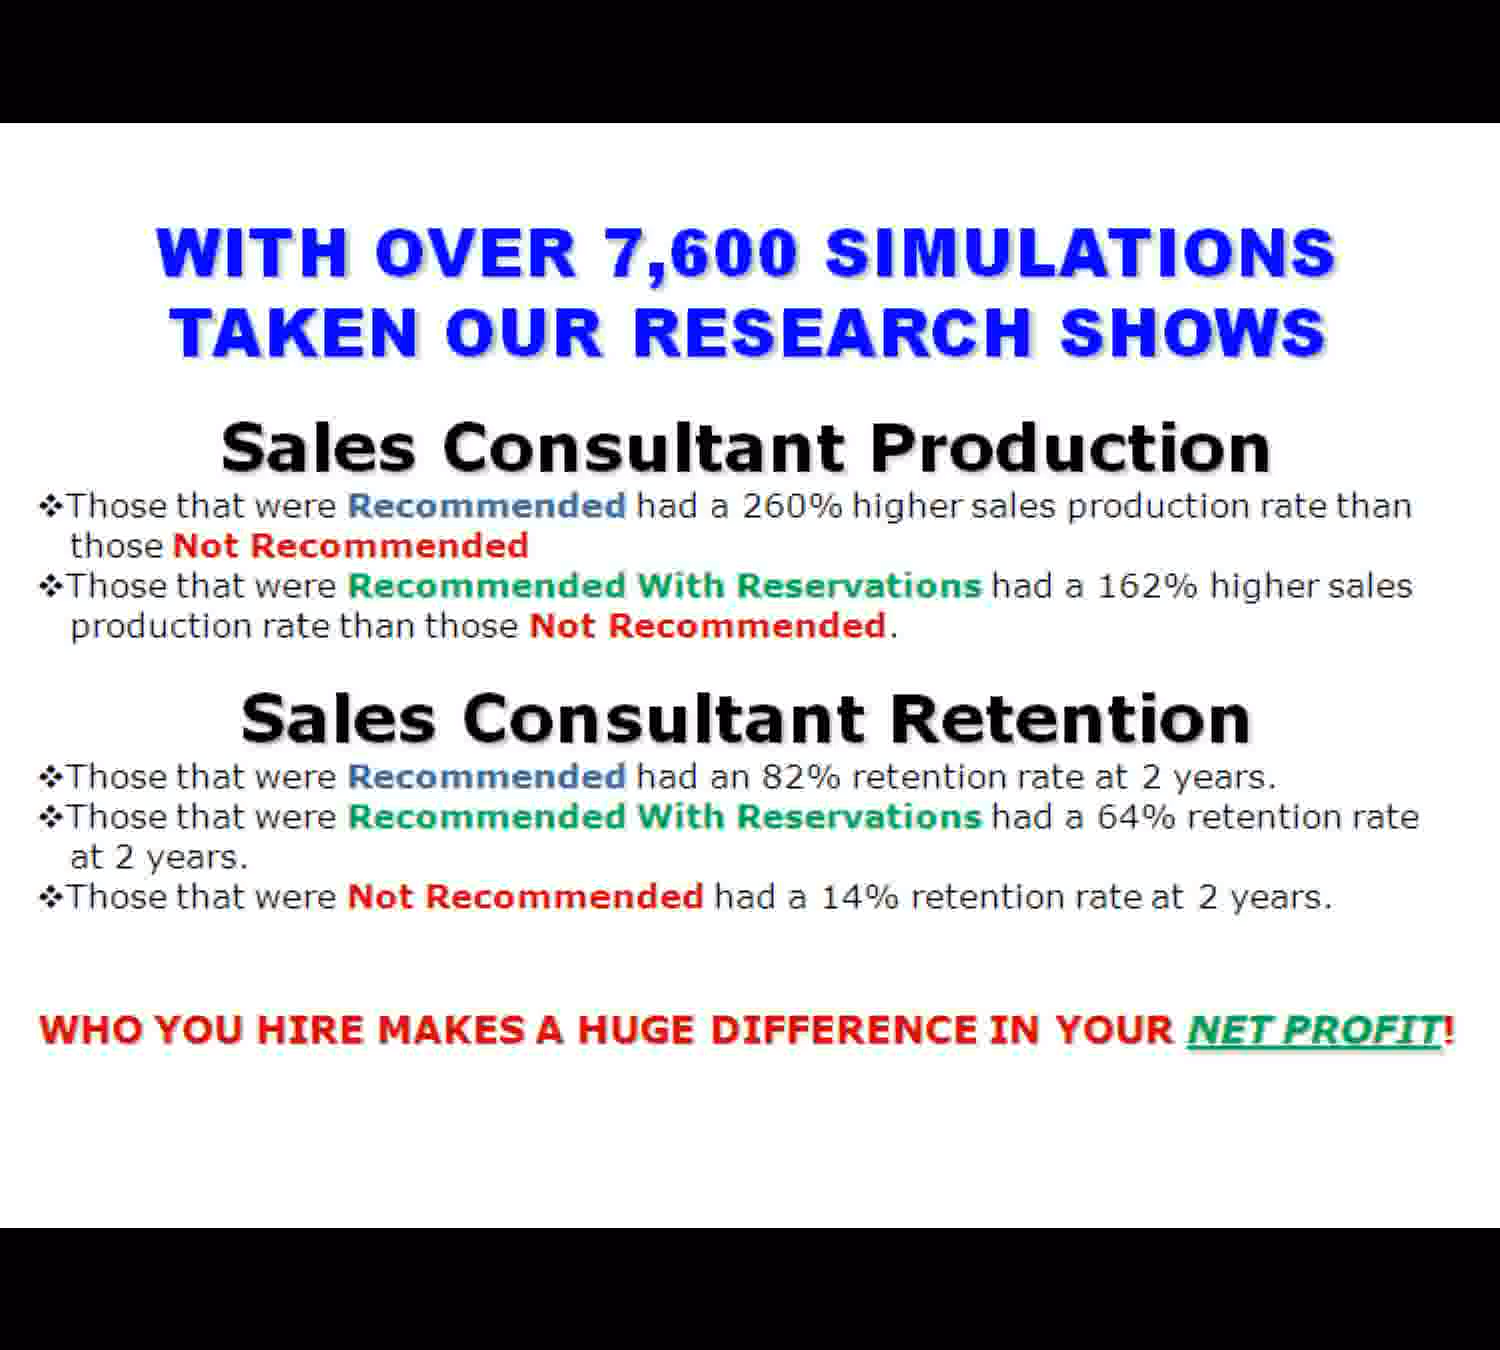 WITH OVER 7,600 SIMULATIONS
TAKEN OUR RESEARCH SHOWS
Sales Consultant Production
❖Those that were Recommended had a 260% higher sales production rate than
those Not Recommended
❖Those that were Recommended With Reservations had a 162% higher sales
production rate than those Not Recommended.
Sales Consultant Retention
❖Those that were Recommended had an 82% retention rate at 2 years.
❖Those that were Recommended With Reservations had a 64% retention rate
at 2 years.
❖Those that were Not Recommended had a 14% retention rate at 2 years.
WHO YOU HIRE MAKES A HUGE DIFFERENCE IN YOUR NET PROFIT!